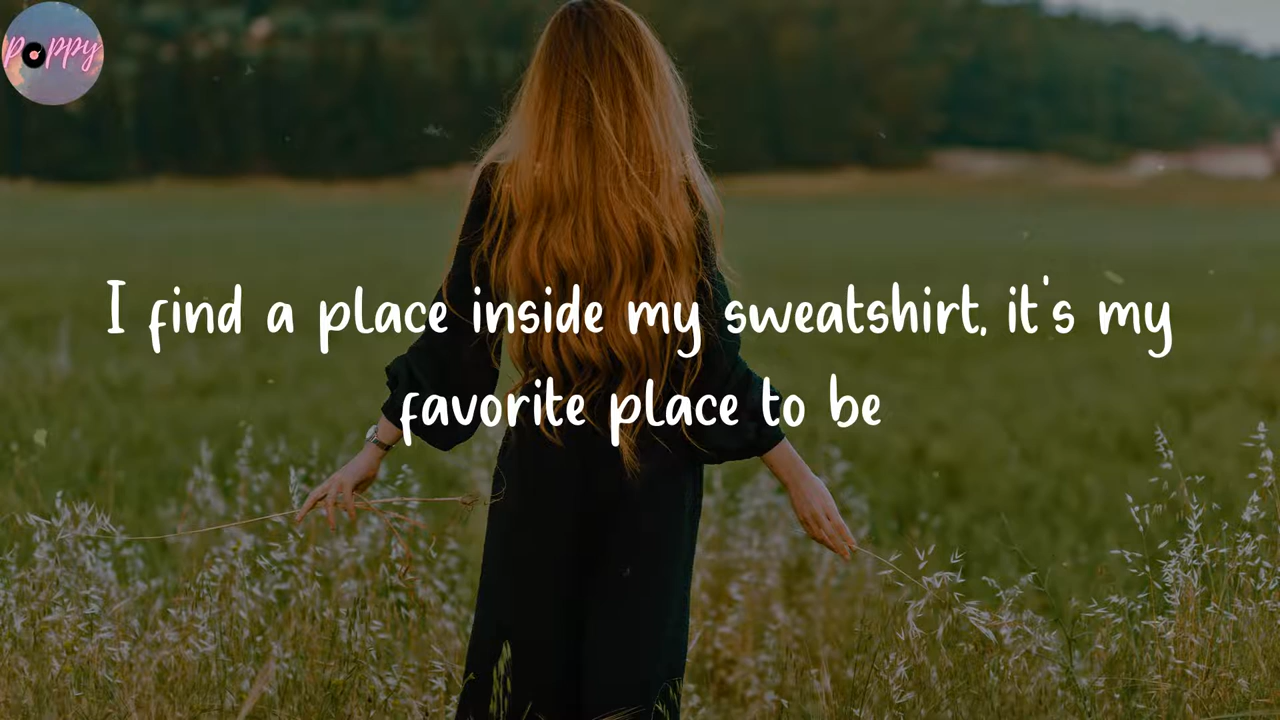 Poppy
I find a place inside my sweatshirt, it's my
favorite place to be